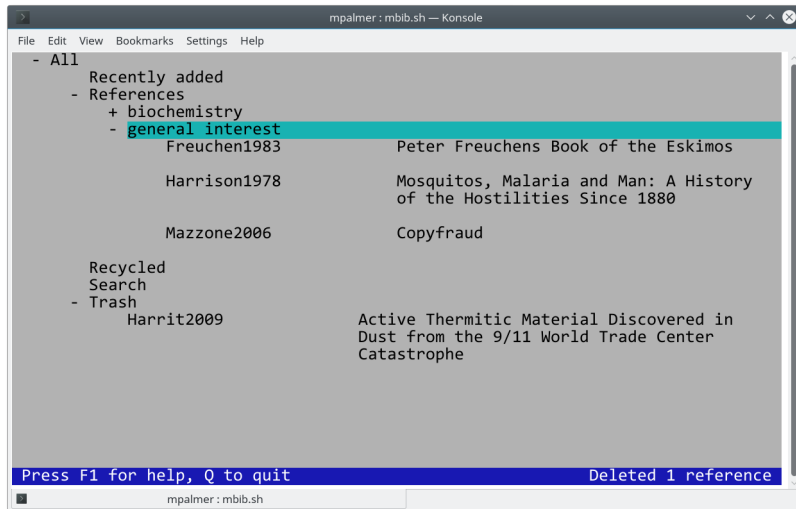 mpalmer : mbib.sh — Konsole
File Edit View Bookmarks Settings Help
- All
Recently added
- References
+ biochemistry
- general interest
Freuchen1983 Peter Freuchens Book of the Eskimos
Harrison1978 Mosquitos, Malaria and Man: A History
of the Hostilities Since 1880
Mazzone2006 Copyfraud
Recycled
Search
- Trash
Harrit2009 Active Thermitic Material Discovered in
Dust from the 9/11 World Trade Center
Catastrophe
Press F1 for help, Q to quit Deleted 1 reference
mpalmer : mbib.sh